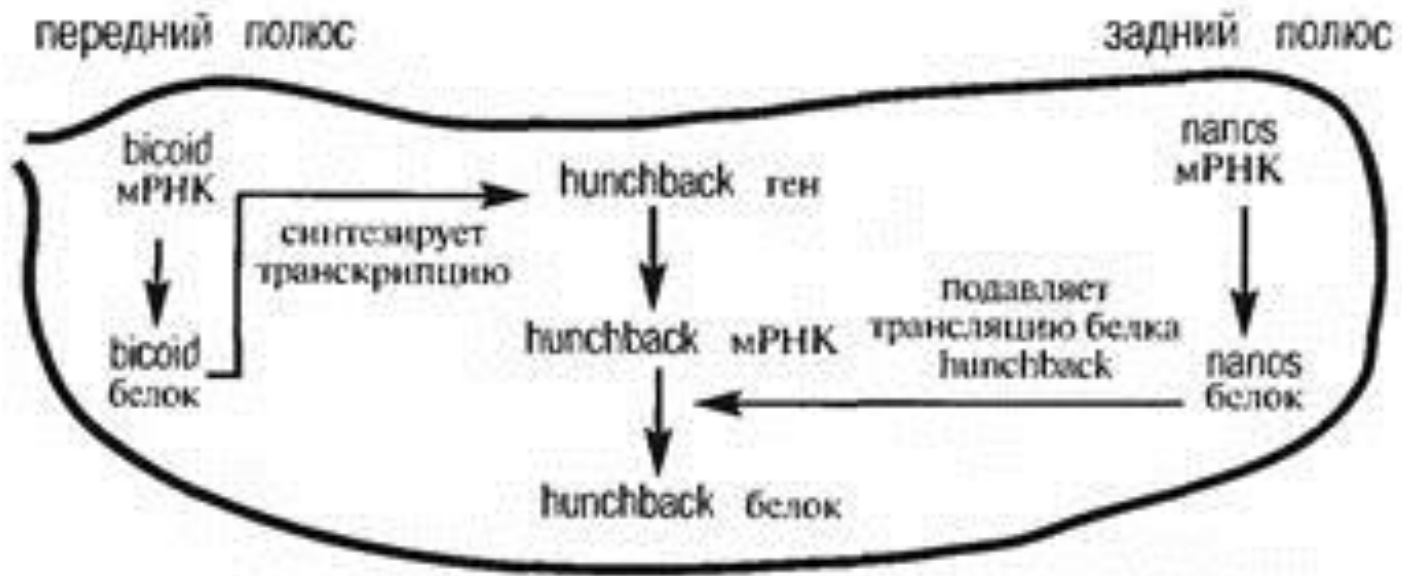 передний полюс
задний полюс
bicoid
мРНК
nanos
мРНК
hunchback ген
синтезирует
транскрипцию
подавляет
трансляцию белка
hunchback
hunchback мРНК
bicoid
белок
nanos
белок
hunchback белок